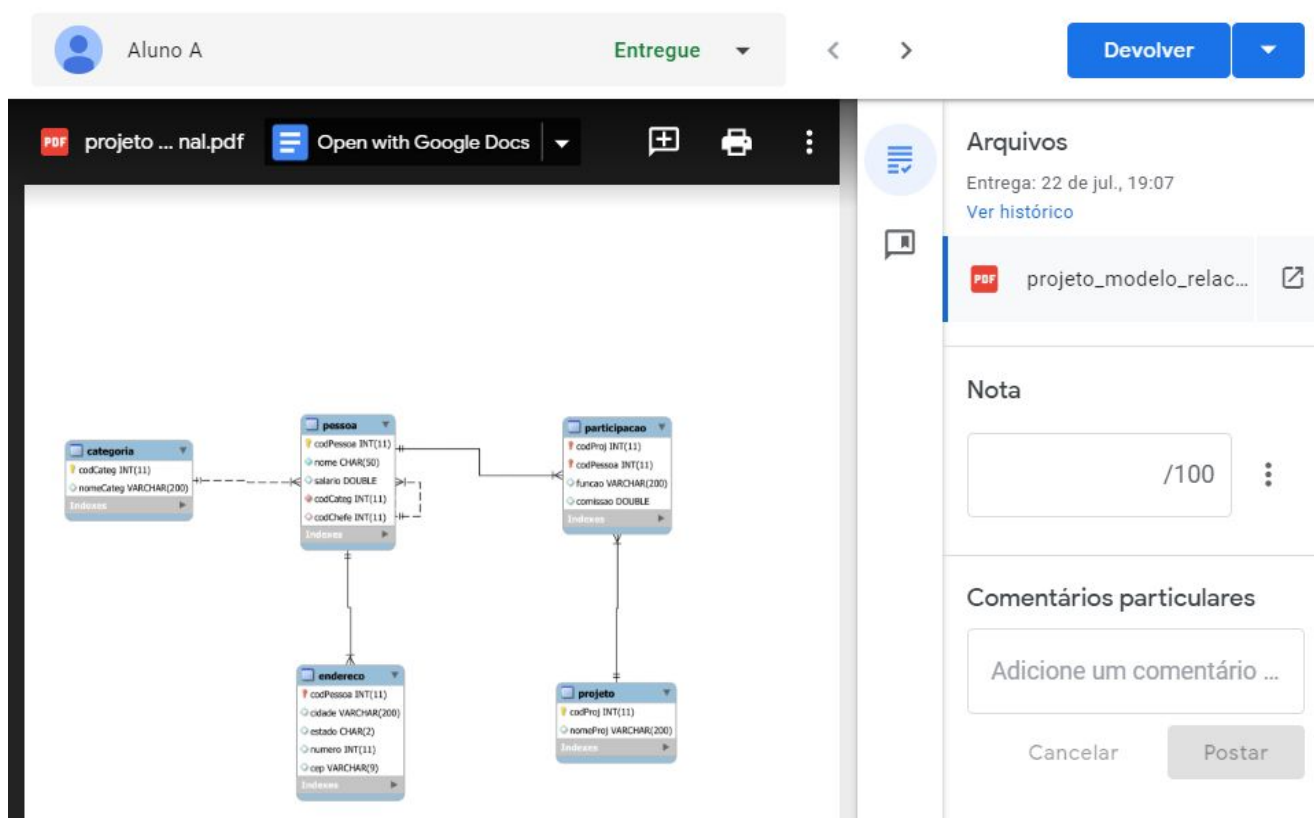 Aluno A
Entregue
Devolver
PDF projeto ... nal.pdf
Open with Google Docs
Arquivos
Entrega: 22 de jul., 19:07
Ver histórico
PDF projeto_modelo_relac...
Nota
/100
Comentários particulares
Adicione um comentário ...
Cancelar
Postar
categoria
codCateg INT(11)
nomeCateg VARCHAR(200)
Indexes
pessoa
codPessoa INT(11)
nome CHAR(50)
salario DOUBLE
codCateg INT(11)
codChefe INT(11)
Indexes
participacao
codProj INT(11)
codPessoa INT(11)
funcao VARCHAR(200)
comissao DOUBLE
Indexes
endereco
codPessoa INT(11)
cidade VARCHAR(200)
estado CHAR(2)
numero INT(11)
cep VARCHAR(9)
Indexes
projeto
codProj INT(11)
nomeProj VARCHAR(200)
Indexes